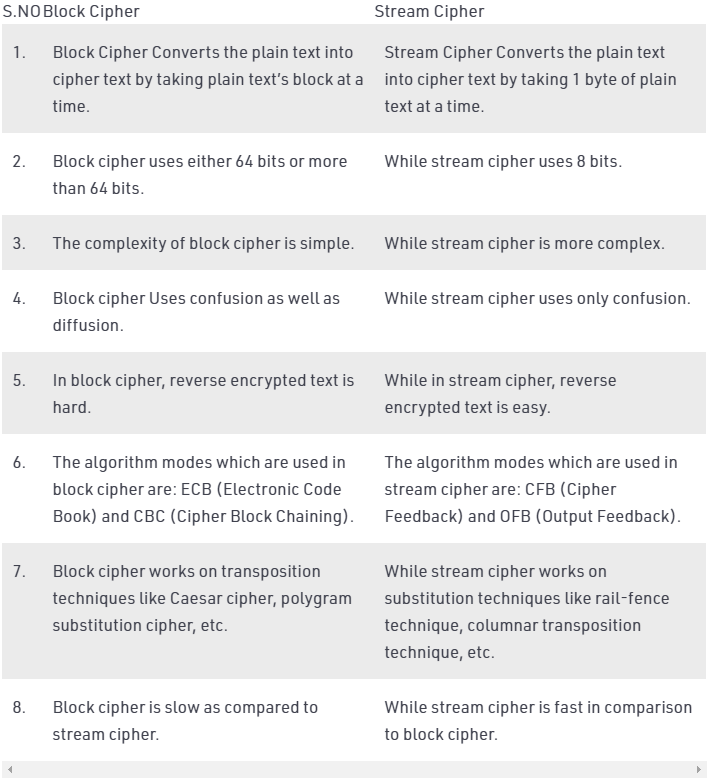 S.NO Block Cipher Stream Cipher
1. Block Cipher Converts the plain text into
cipher text by taking plain text's block at a
time.
Stream Cipher Converts the plain text
into cipher text by taking 1 byte of plain
text at a time.
2. Block cipher uses either 64 bits or more
than 64 bits.
While stream cipher uses 8 bits.
3. The complexity of block cipher is simple.
While stream cipher is more complex.
4. Block cipher Uses confusion as well as
diffusion.
While stream cipher uses only confusion.
5. In block cipher, reverse encrypted text is
hard.
While in stream cipher, reverse
encrypted text is easy.
6. The algorithm modes which are used in
block cipher are: ECB (Electronic Code
Book) and CBC (Cipher Block Chaining).
The algorithm modes which are used in
stream cipher are: CFB (Cipher
Feedback) and OFB (Output Feedback).
7. Block cipher works on transposition
techniques like Caesar cipher, polygram
substitution cipher, etc.
While stream cipher works on
substitution techniques like rail-fence
technique, columnar transposition
technique, etc.
8. Block cipher is slow as compared to
stream cipher.
While stream cipher is fast in comparison
to block cipher.